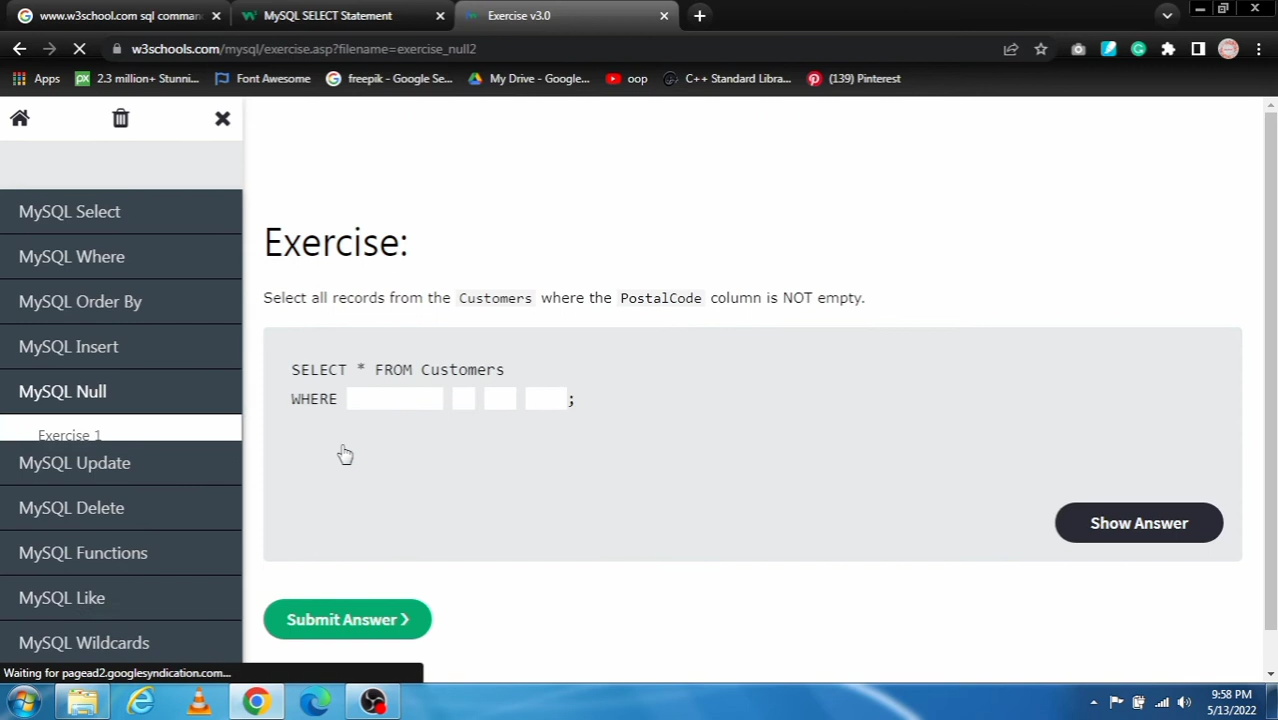 www.w3school.com sql comman
MySQL SELECT Statement
Exercise v3.0
w3schools.com/mysql/exercise.asp?filename=exercise_null2
Apps
2.3 million+ Stunni...
Font Awesome
freepik - Google Se...
My Drive - Google...
oop
C++ Standard Libra...
(139) Pinterest
MySQL Select
MySQL Where
MySQL Order By
MySQL Insert
MySQL Null
Exercise 1
MySQL Update
MySQL Delete
MySQL Functions
MySQL Like
MySQL Wildcards
Exercise:
Select all records from the Customers where the PostalCode column is NOT empty.
SELECT * FROM Customers
WHERE ;
Show Answer
Submit Answer ❯
Waiting for pagead2.googlesyndication.com...
9:58 PM
5/13/2022